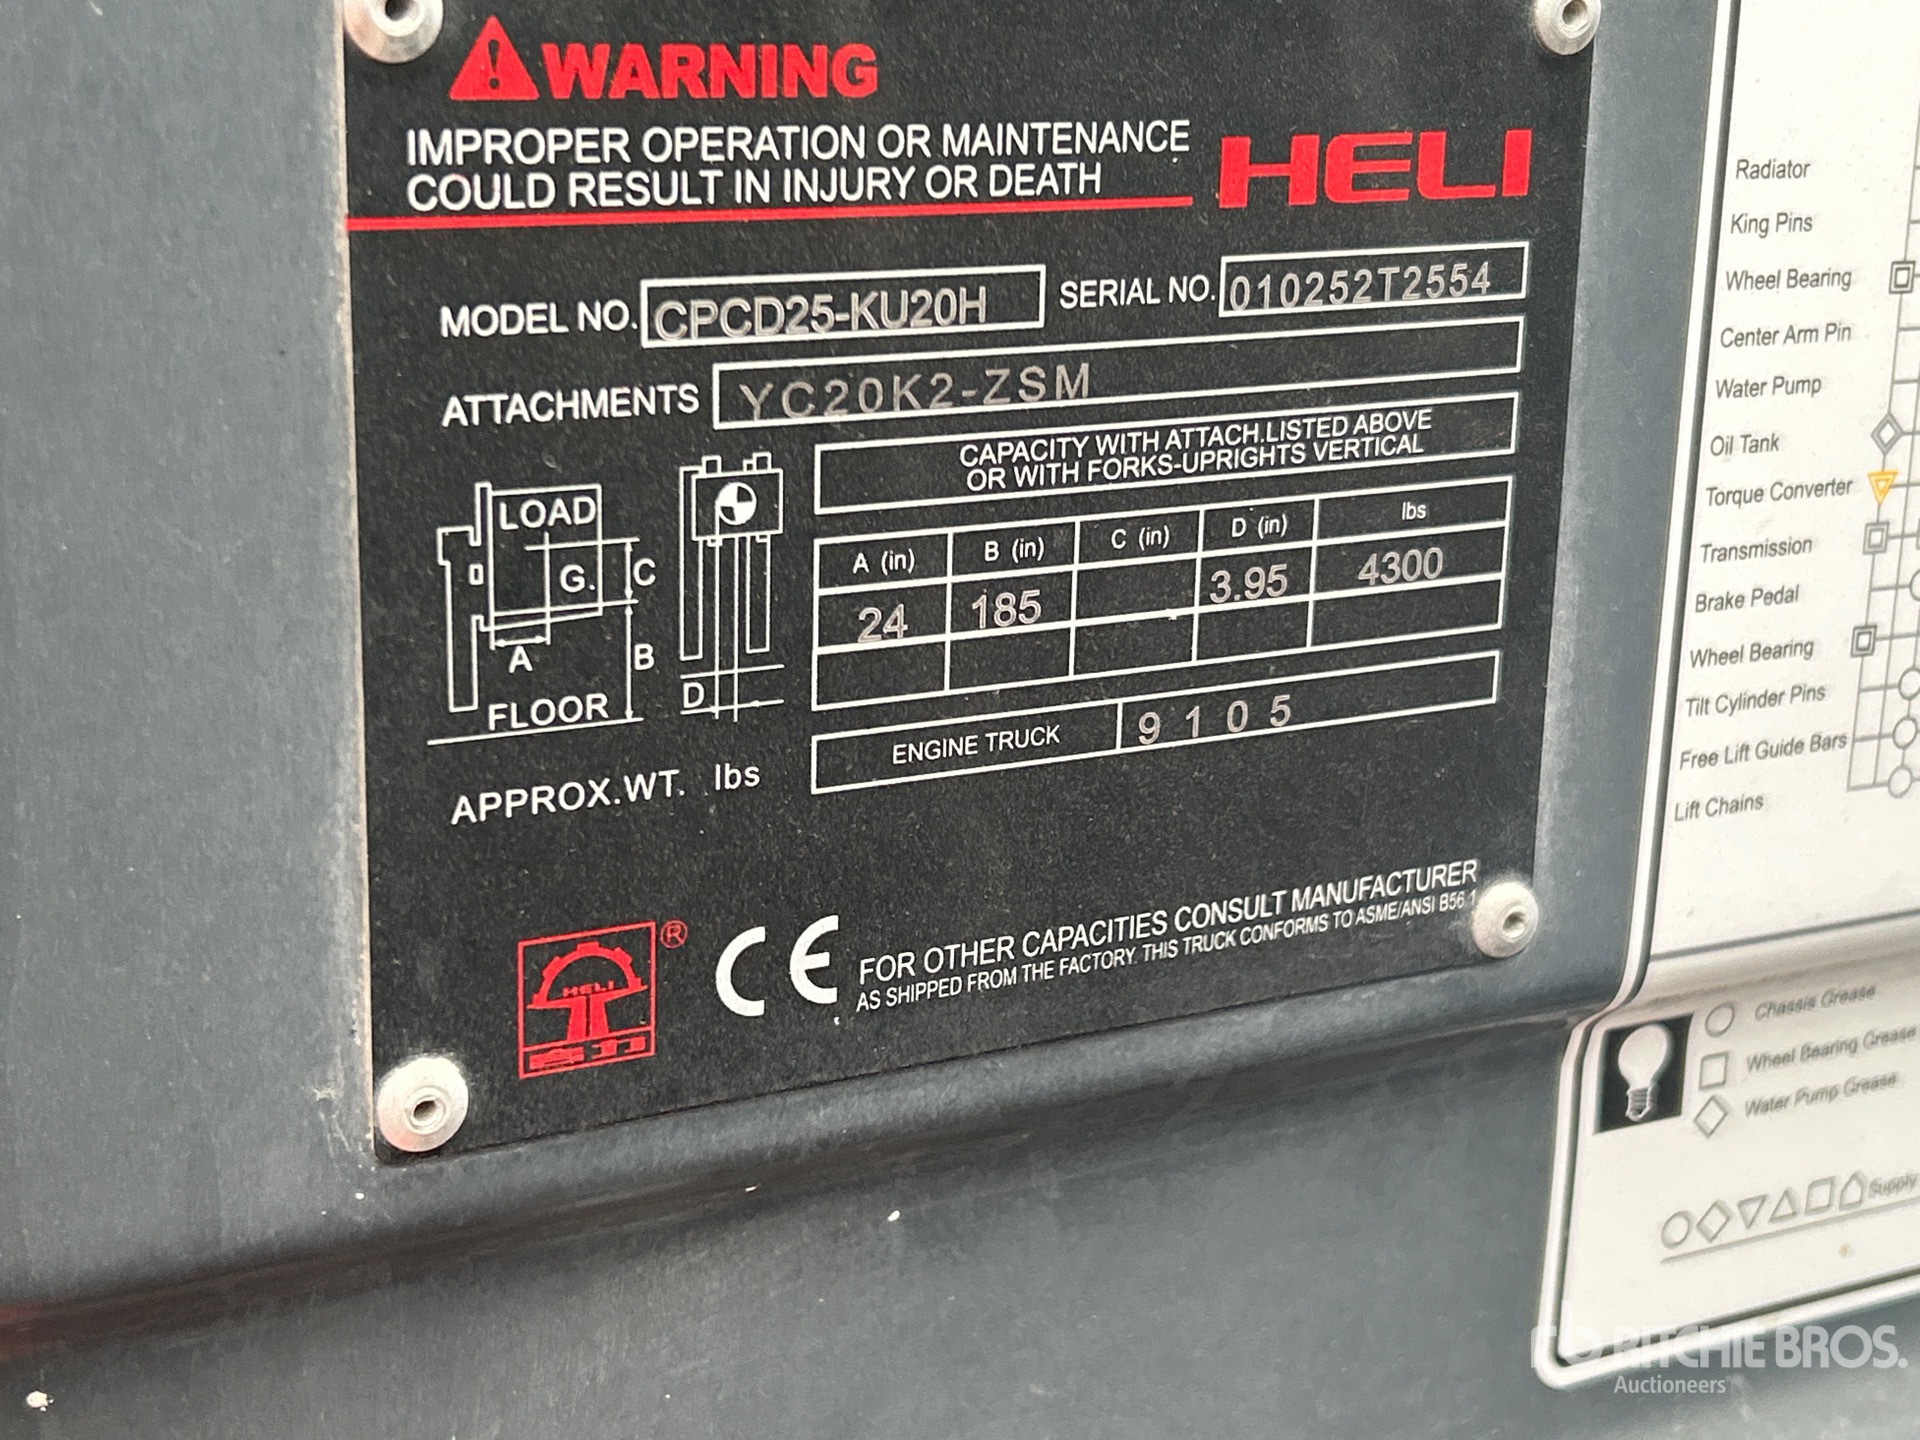 WARNING
IMPROPER OPERATION OR MAINTENANCE
COULD RESULT IN INJURY OR DEATH
HELI
MODEL NO. CPCD25-KU20H SERIAL NO. 010252T2554
ATTACHMENTS YC20K2-ZSM
CAPACITY WITH ATTACH.LISTED ABOVE
OR WITH FORKS-UPRIGHTS VERTICAL
A (in) B (in) C (in) D (in) lbs
24 185 3.95 4300
LOAD
G. C
A B
FLOOR
D
APPROX.WT. lbs
ENGINE TRUCK 9105
HELI
®
CE
FOR OTHER CAPACITIES CONSULT MANUFACTURER
AS SHIPPED FROM THE FACTORY. THIS TRUCK CONFORMS TO ASME/ANSI B56.1
Radiator
King Pins
Wheel Bearing
Center Arm Pin
Water Pump
Oil Tank
Torque Converter
Transmission
Brake Pedal
Wheel Bearing
Tilt Cylinder Pins
Free Lift Guide Bars
Lift Chains
Chassis Grease
Wheel Bearing Grease
Water Pump Grease
Supply
RITCHIE BROS.
Auctioneers